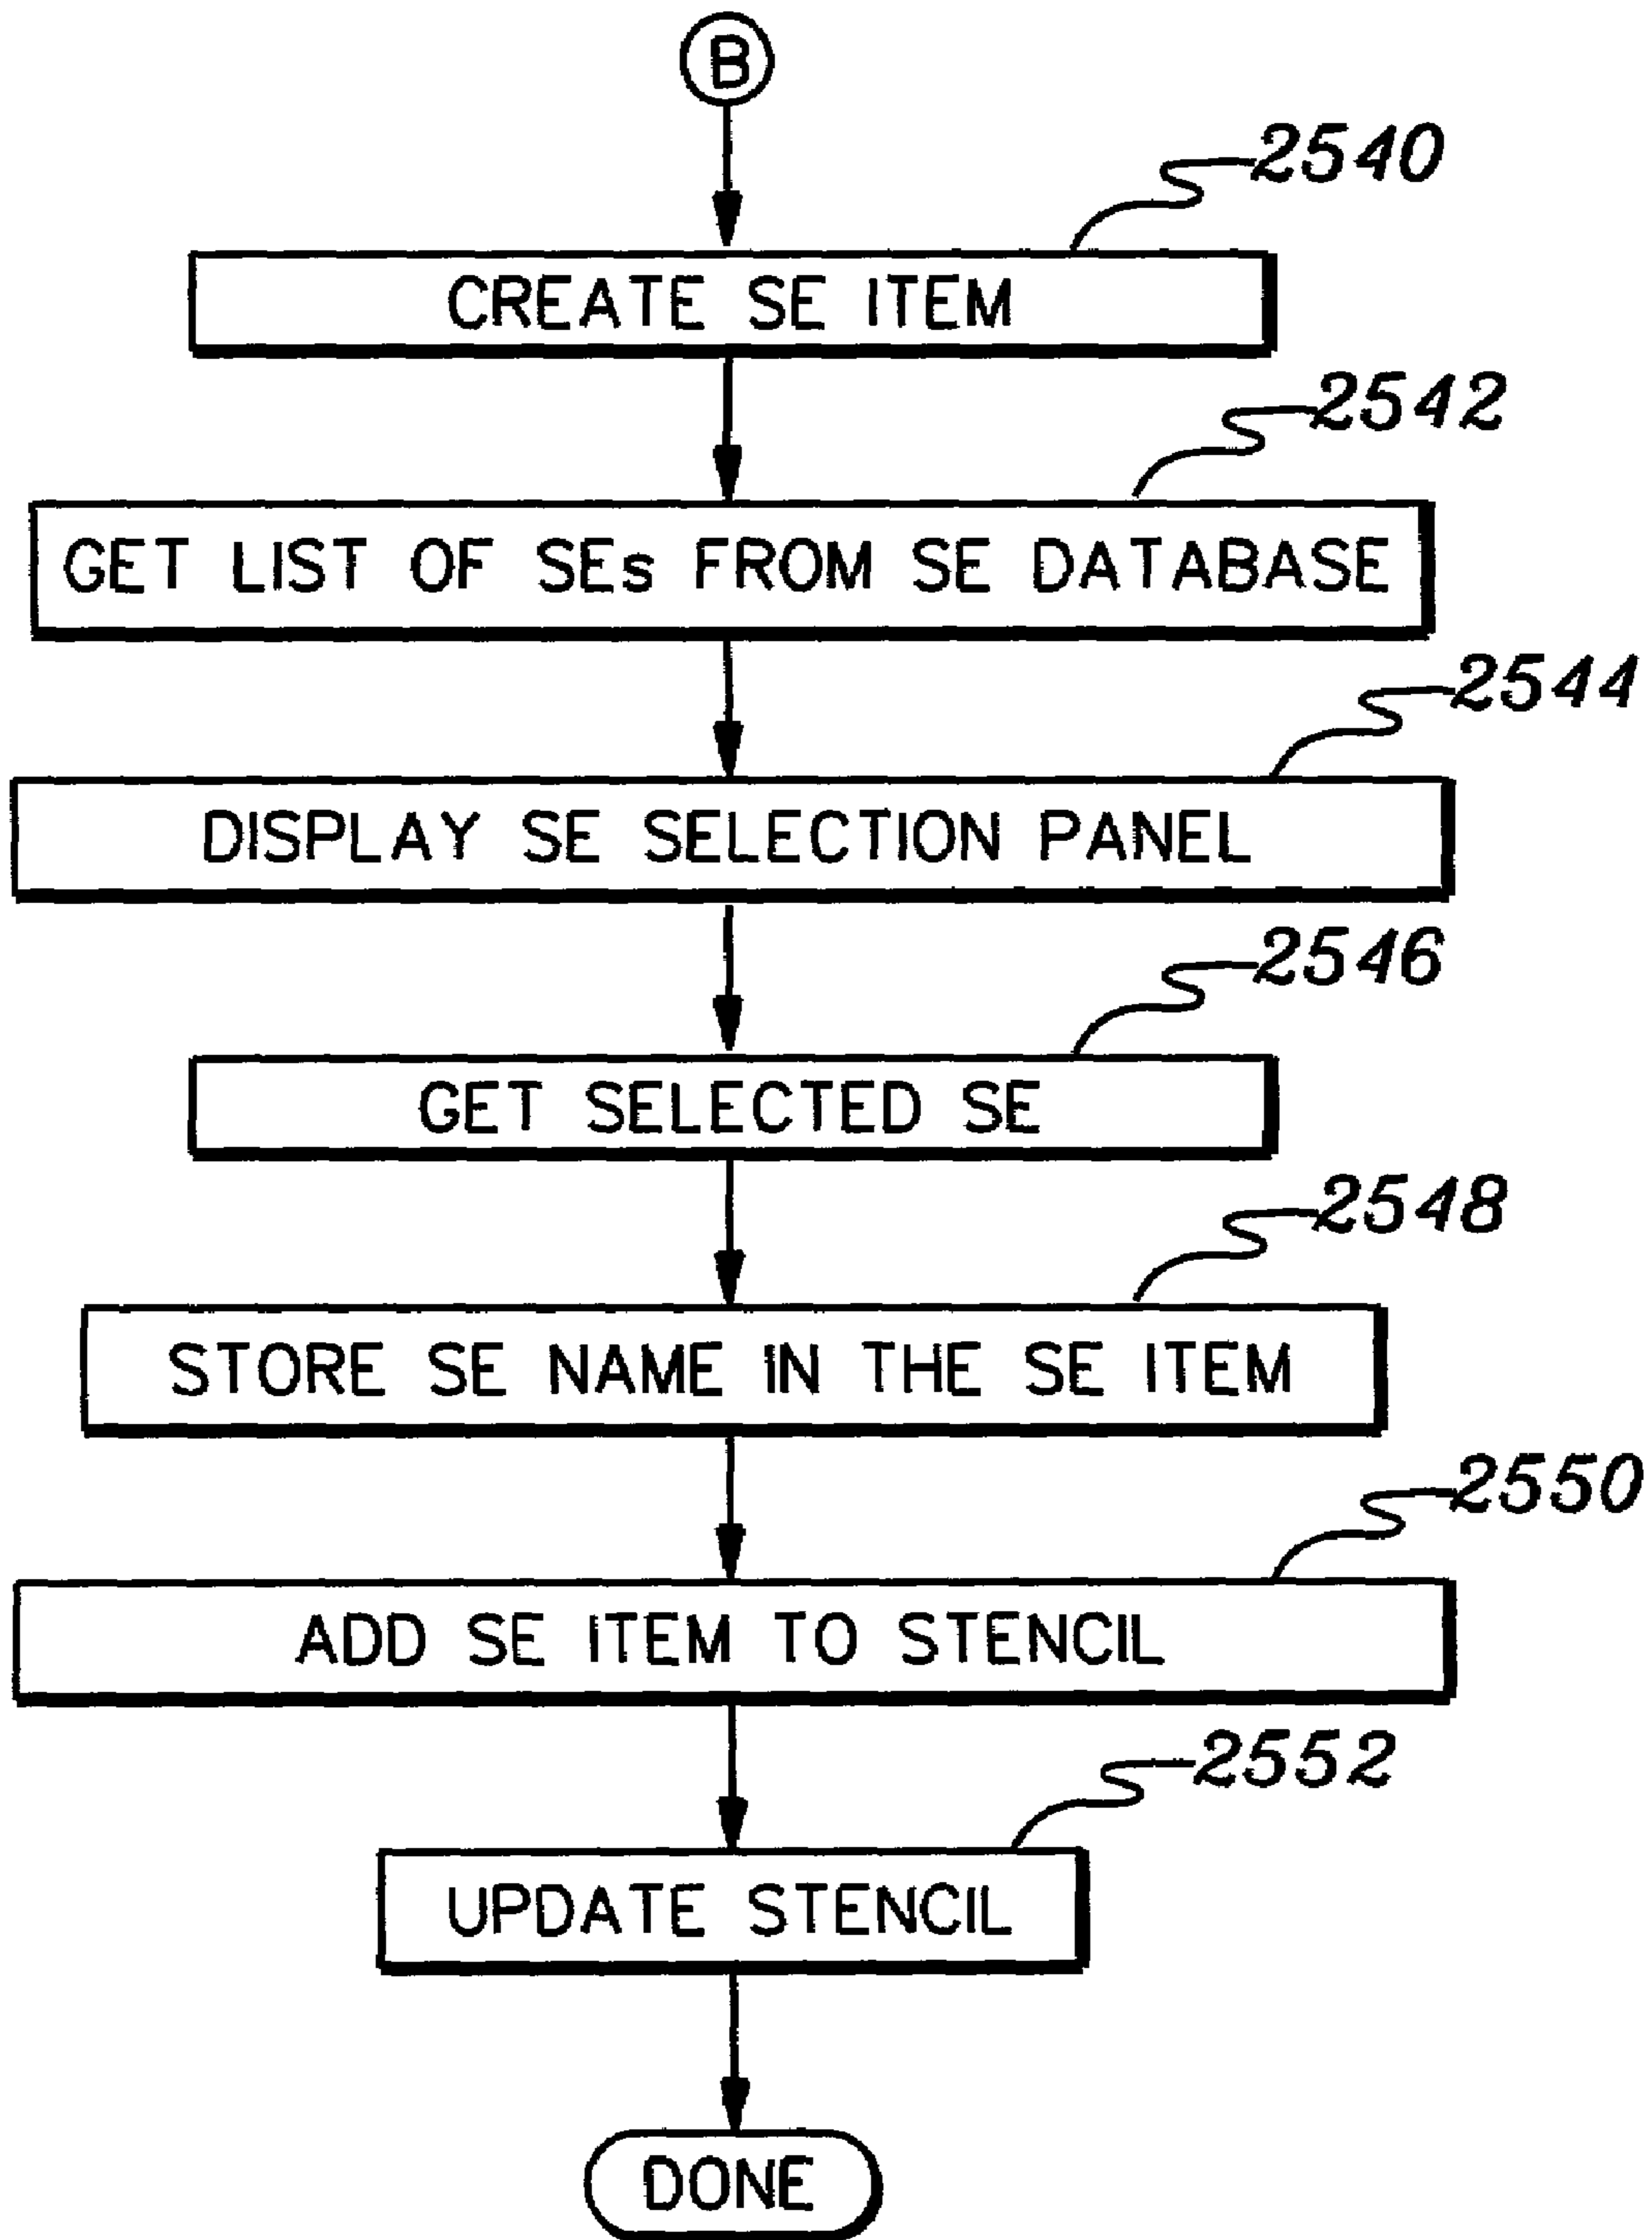 B
2540
CREATE SE ITEM
2542
GET LIST OF SEs FROM SE DATABASE
2544
DISPLAY SE SELECTION PANEL
2546
GET SELECTED SE
2548
STORE SE NAME IN THE SE ITEM
2550
ADD SE ITEM TO STENCIL
2552
UPDATE STENCIL
DONE